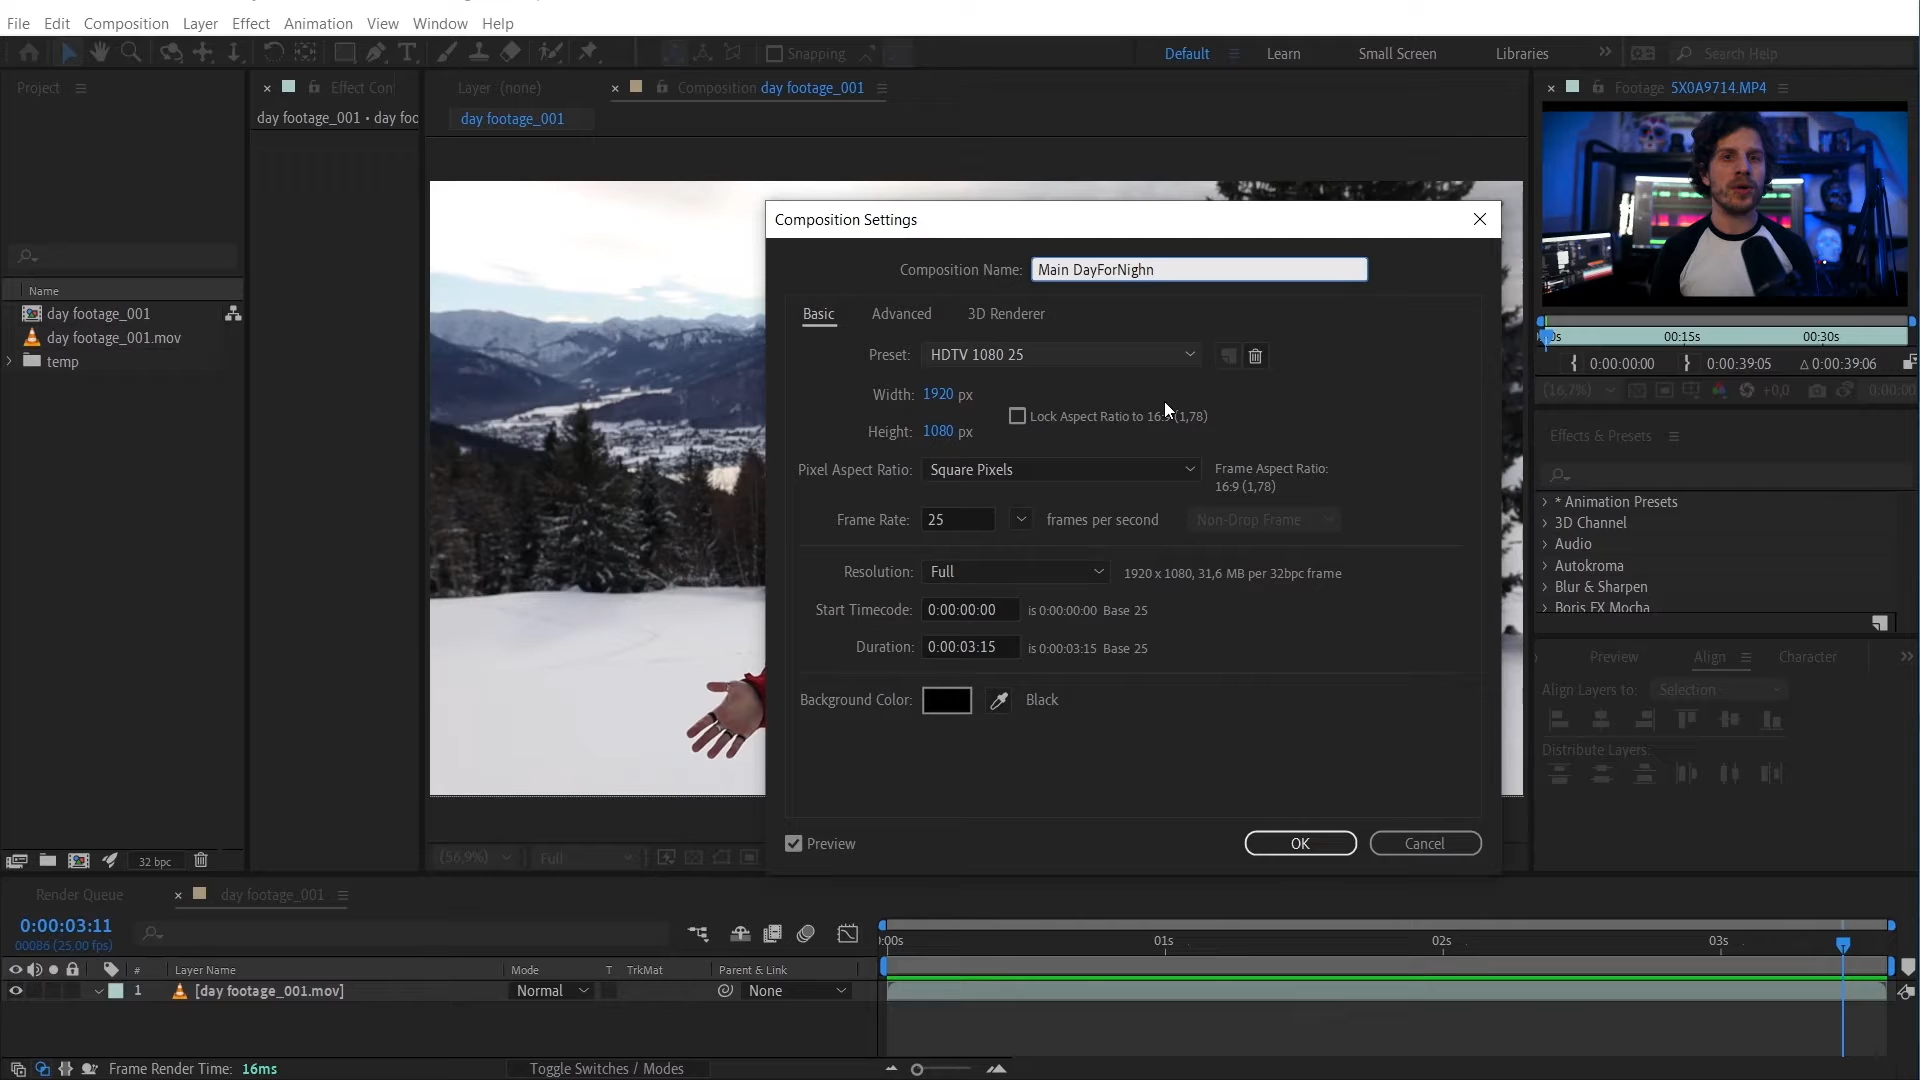 File Edit Composition Layer Effect Animation View Window Help
Snapping
Default Learn Small Screen Libraries
Search Help
Project
Effect Con
day footage_001 • day foo
Layer (none)
Composition day footage_001
day footage_001
Footage 5X0A9714.MP4
Name
day footage_001
day footage_001.mov
temp
32 bpc
Composition Settings
Composition Name: Main DayForNighn
Basic Advanced 3D Renderer
Preset: HDTV 1080 25
Width: 1920 px
Lock Aspect Ratio to 16:9 (1,78)
Height: 1080 px
Pixel Aspect Ratio: Square Pixels
Frame Aspect Ratio:
16:9 (1,78)
Frame Rate: 25 frames per second Non-Drop Frame
Resolution: Full 1920 x 1080, 31,6 MB per 32bpc frame
Start Timecode: 0:00:00:00 is 0:00:00:00 Base 25
Duration: 0:00:03:15 is 0:00:03:15 Base 25
Background Color: Black
Preview OK Cancel
(56,9%) Full
00:15s 00:30s
0:00:00:00 0:00:39:05 Δ 0:00:39:06
(16,7%) +0,0 0:00:00
Effects & Presets
* Animation Presets
3D Channel
Audio
Autokroma
Blur & Sharpen
Boris FX Mocha
Preview Align Character
Align Layers to: Selection
Distribute Layers:
Render Queue day footage_001
0:00:03:11
00086 (25.00 fps)
:00s 01s 02s 03s
# Layer Name Mode T TrkMat Parent & Link
1 [day footage_001.mov] Normal None
Frame Render Time: 16ms Toggle Switches / Modes